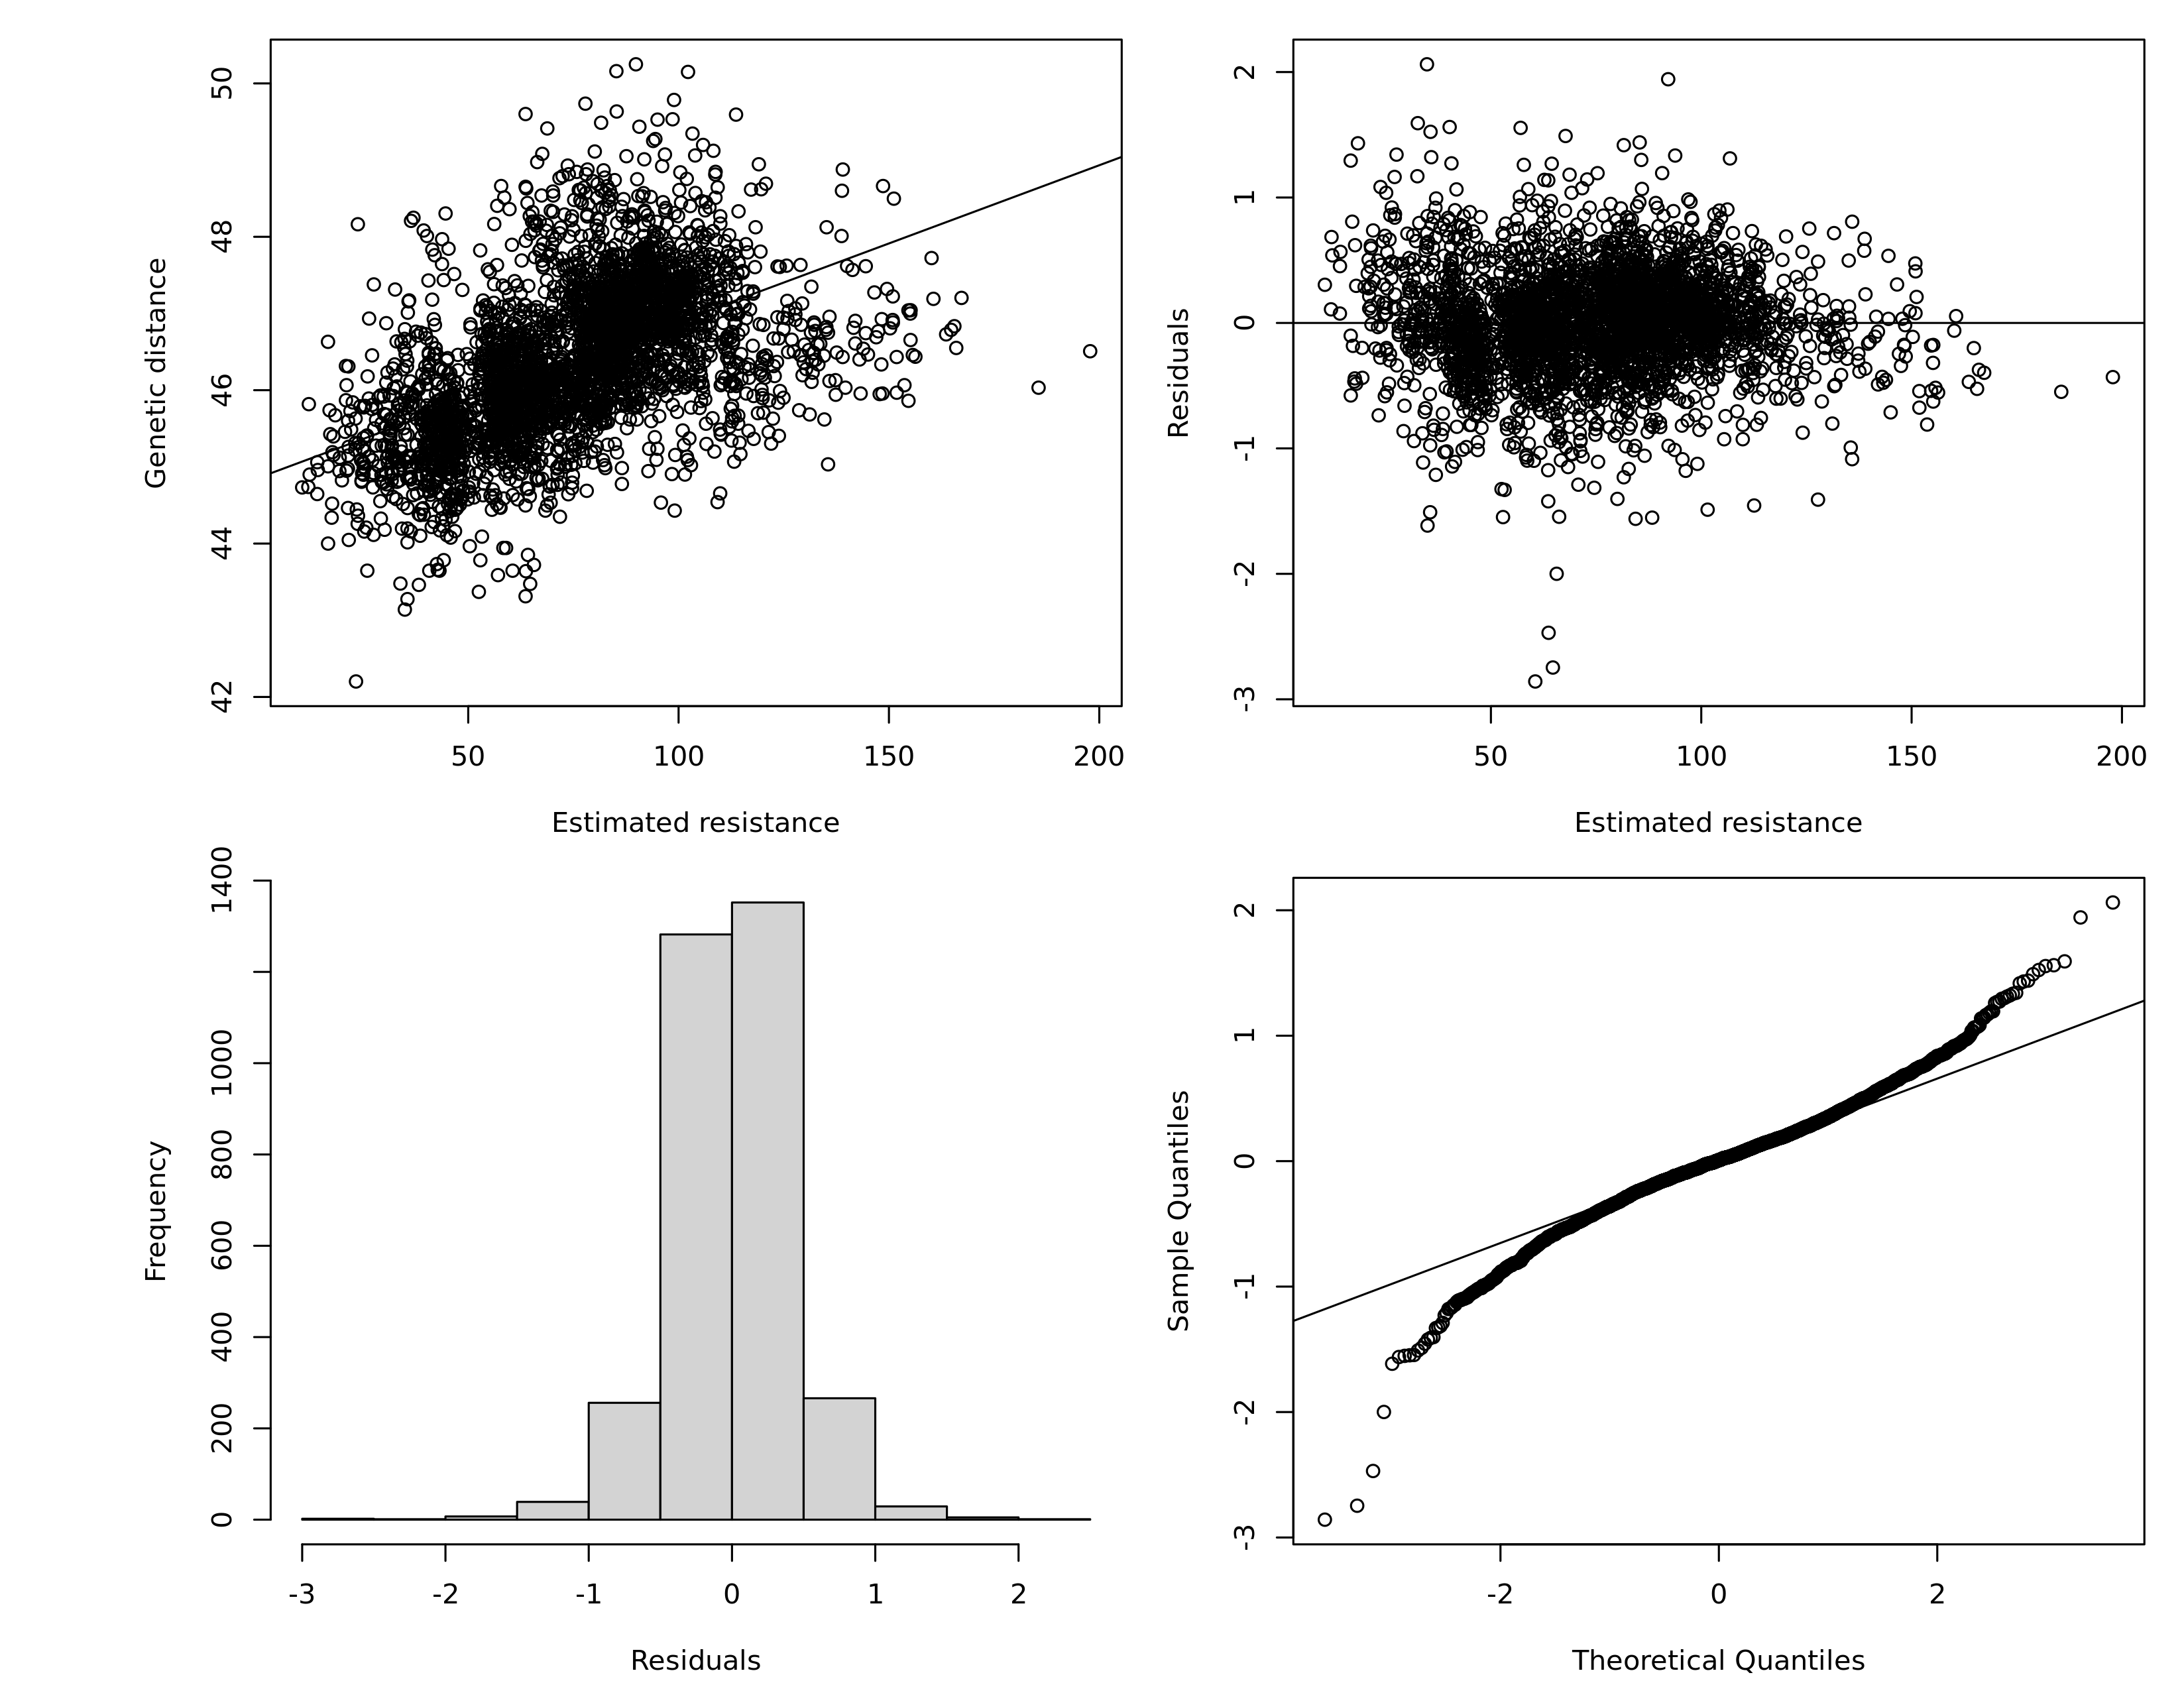 Genetic distance
50
48
46
44
42
50 100 150 200
Estimated resistance
Residuals
2
1
0
-1
-2
-3
50 100 150 200
Estimated resistance
Frequency
1400
1000
800
600
400
200
0
-3 -2 -1 0 1 2
Residuals
Sample Quantiles
2
1
0
-1
-2
-3
-2 0 2
Theoretical Quantiles